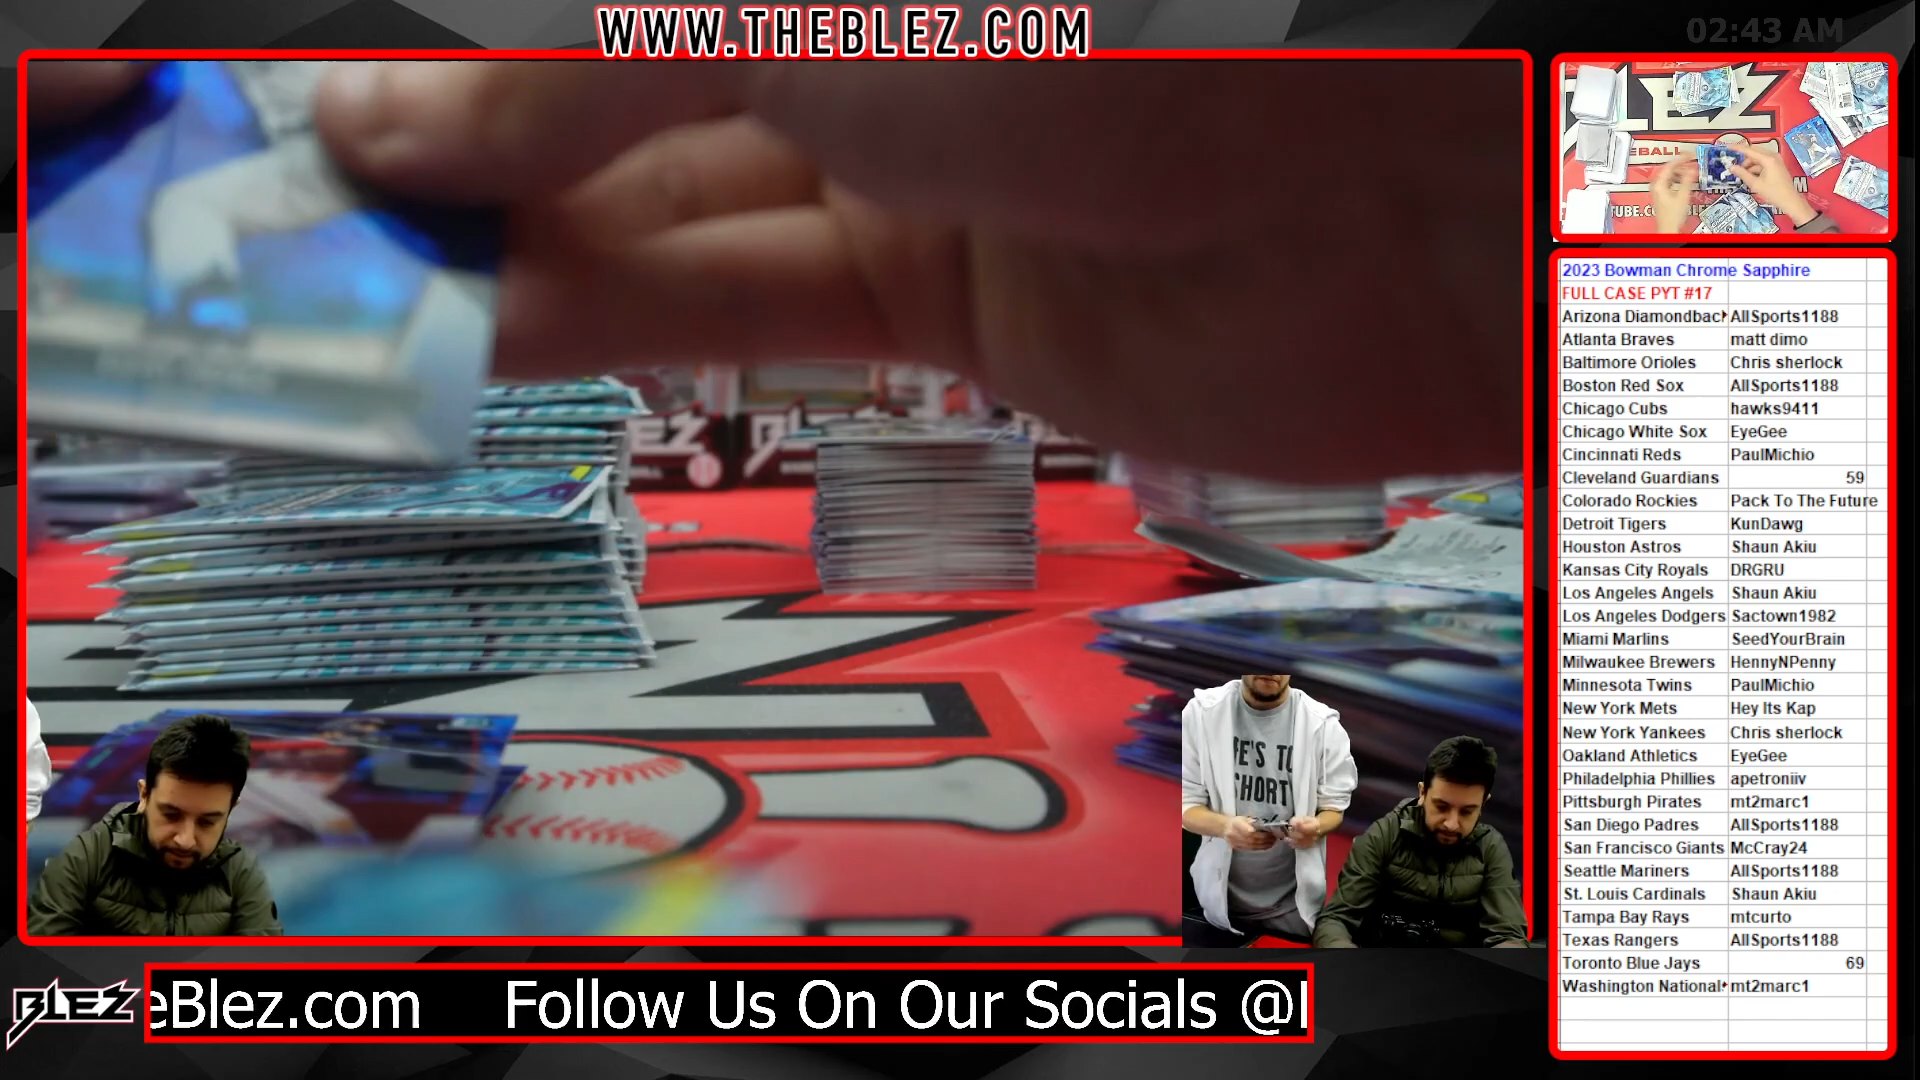 WWW.THEBLEZ.COM
02:43 AM
2023 Bowman Chrome Sapphire
FULL CASE PYT #17
Arizona Diamondbac AllSports1188
Atlanta Braves matt dimo
Baltimore Orioles Chris sherlock
Boston Red Sox AllSports1188
Chicago Cubs hawks9411
Chicago White Sox EyeGee
Cincinnati Reds PaulMichio
Cleveland Guardians 59
Colorado Rockies Pack To The Future
Detroit Tigers KunDawg
Houston Astros Shaun Akiu
Kansas City Royals DRGRU
Los Angeles Angels Shaun Akiu
Los Angeles Dodgers Sactown1982
Miami Marlins SeedYourBrain
Milwaukee Brewers HennyNPenny
Minnesota Twins PaulMichio
New York Mets Hey Its Kap
New York Yankees Chris sherlock
Oakland Athletics EyeGee
Philadelphia Phillies apetroniiv
Pittsburgh Pirates mt2marc1
San Diego Padres AllSports1188
San Francisco Giants McCray24
Seattle Mariners AllSports1188
St. Louis Cardinals Shaun Akiu
Tampa Bay Rays mtcurto
Texas Rangers AllSports1188
Toronto Blue Jays 69
Washington National mt2marc1
BLEZ
eBlez.com Follow Us On Our Socials @